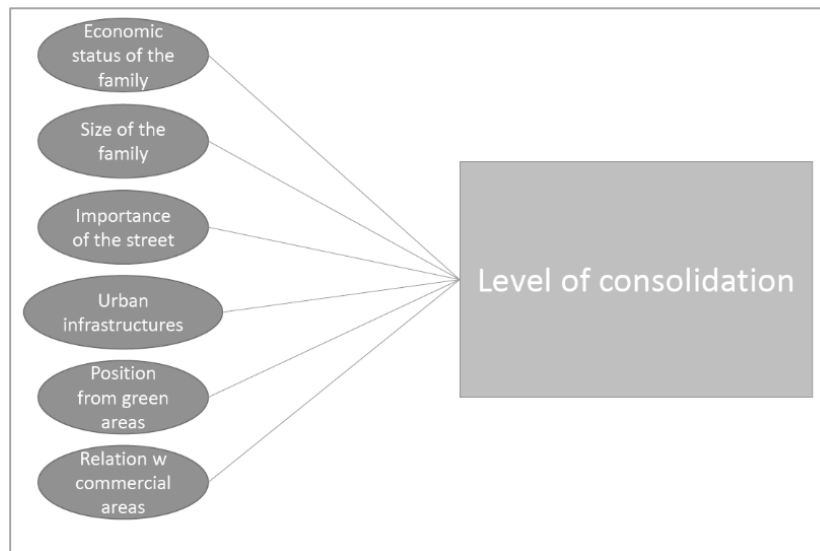 Economic
status of the
family
Size of the
family
Importance
of the street
Urban
infrastructures
Position
from green
areas
Relation w
commercial
areas
Level of consolidation